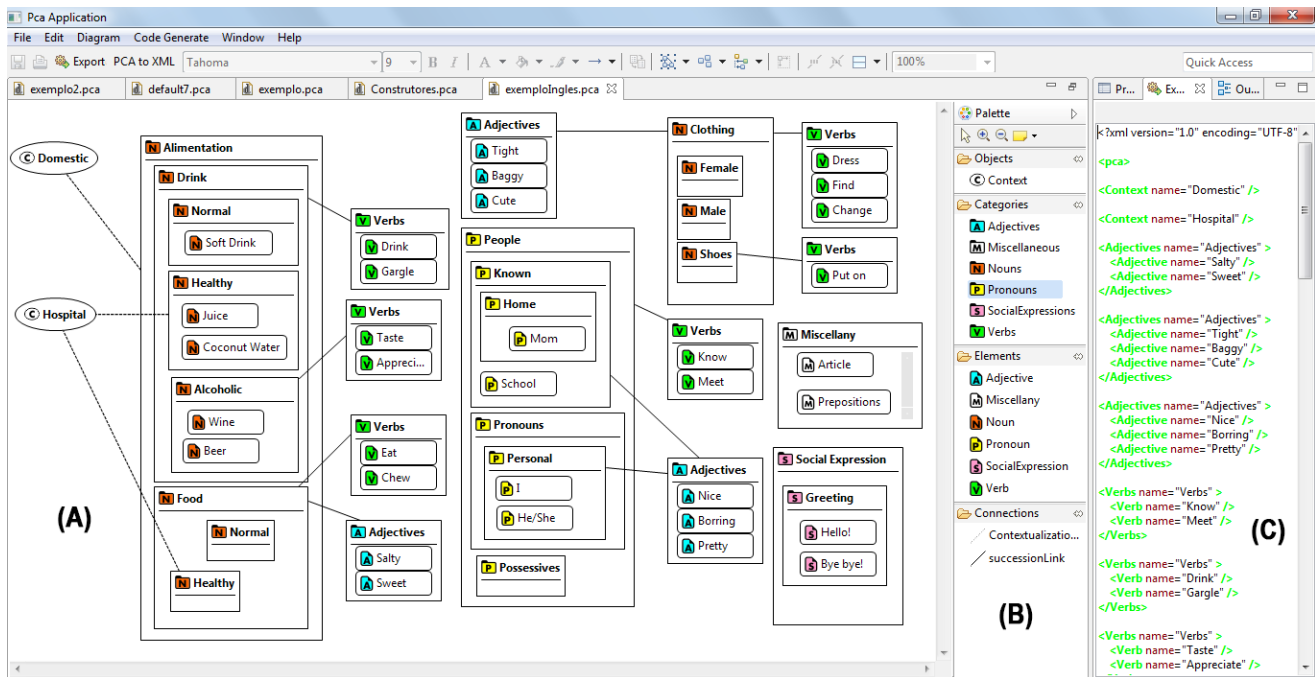 Pca Application
File Edit Diagram Code Generate Window Help
Export PCA to XML Tahoma 9 B I A 100% Quick Access
exemplo2.pca default7.pca exemplo.pca Construtores.pca exemploIngles.pca Pr... Ex... Ou...
Domestic
Hospital
Alimentation
Drink
Normal
Soft Drink
Healthy
Juice
Coconut Water
Alcoholic
Wine
Beer
Food
Normal
Healthy
(A)
Verbs
Drink
Gargle
Verbs
Taste
Appreci...
Verbs
Eat
Chew
Adjectives
Salty
Sweet
Adjectives
Tight
Baggy
Cute
People
Known
Home
Mom
School
Pronouns
Personal
I
He/She
Possessives
Clothing
Female
Male
Shoes
Verbs
Dress
Find
Change
Verbs
Put on
Verbs
Know
Meet
Miscellany
Article
Prepositions
Adjectives
Nice
Borring
Pretty
Social Expression
Greeting
Hello!
Bye bye!
Palette
Objects
Context
Categories
Adjectives
Miscellaneous
Nouns
Pronouns
SocialExpressions
Verbs
Elements
Adjective
Miscellany
Noun
Pronoun
SocialExpression
Verb
Connections
Contextualizatio...
successionLink
(B)
<?xml version="1.0" encoding="UTF-8"
<pca>
<Context name="Domestic" />
<Context name="Hospital" />
<Adjectives name="Adjectives" >
<Adjective name="Salty" />
<Adjective name="Sweet" />
</Adjectives>
<Adjectives name="Adjectives" >
<Adjective name="Tight" />
<Adjective name="Baggy" />
<Adjective name="Cute" />
</Adjectives>
<Adjectives name="Adjectives" >
<Adjective name="Nice" />
<Adjective name="Borring" />
<Adjective name="Pretty" />
</Adjectives>
<Verbs name="Verbs" >
<Verb name="Know" />
<Verb name="Meet" />
</Verbs>
(C)
<Verbs name="Verbs" >
<Verb name="Drink" />
<Verb name="Gargle" />
</Verbs>
<Verbs name="Verbs" >
<Verb name="Taste" />
<Verb name="Appreciate" />